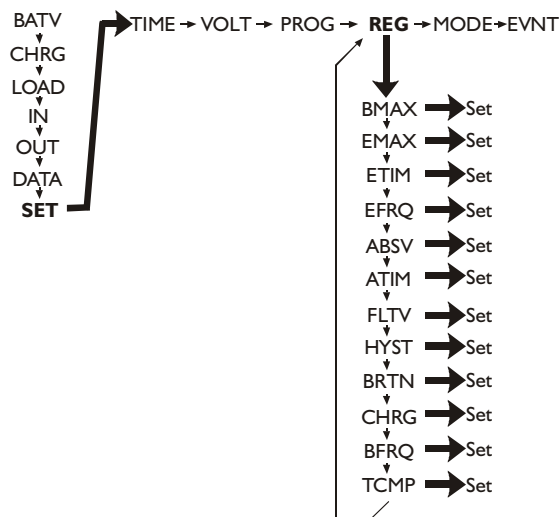 BATV
CHRG
LOAD
IN
OUT
DATA
SET
TIME VOLT PROG REG MODE EVNT
BMAX Set
EMAX Set
ETIM Set
EFRQ Set
ABSV Set
ATIM Set
FLTV Set
HYST Set
BRTN Set
CHRG Set
BFRQ Set
TCMP Set